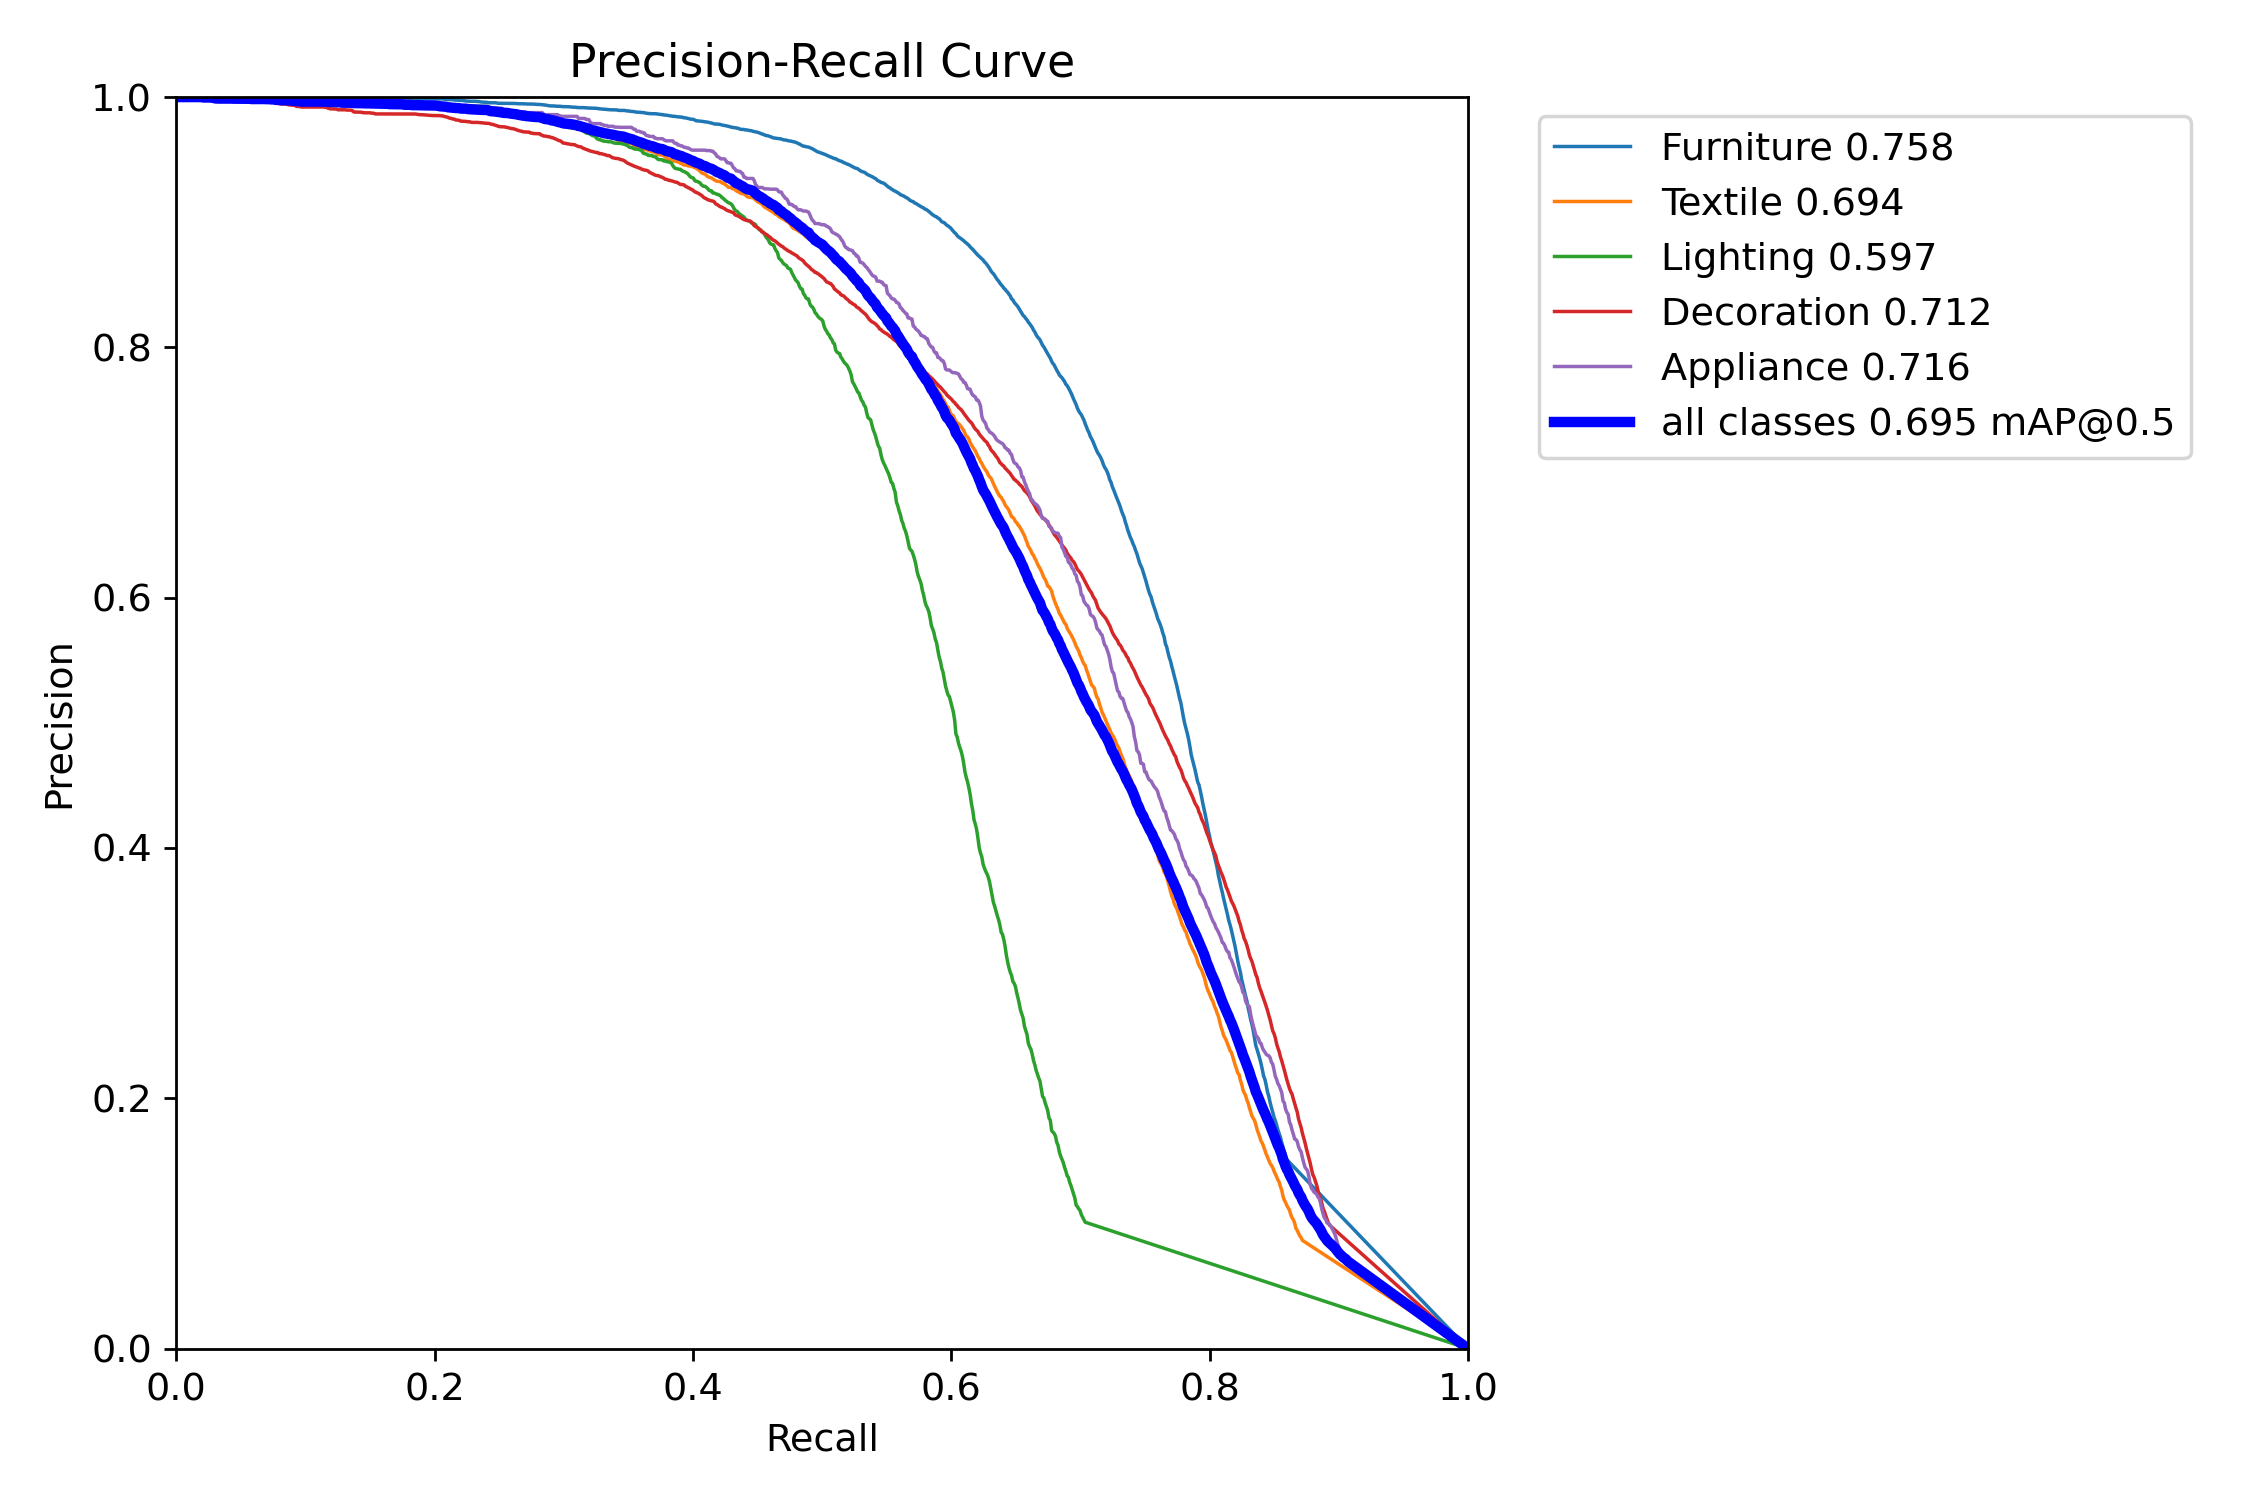 Precision-Recall Curve
Furniture 0.758
Textile 0.694
Lighting 0.597
Decoration 0.712
Appliance 0.716
all classes 0.695 mAP@0.5
Precision
1.0
0.8
0.6
0.4
0.2
0.0
0.0 0.2 0.4 0.6 0.8 1.0
Recall